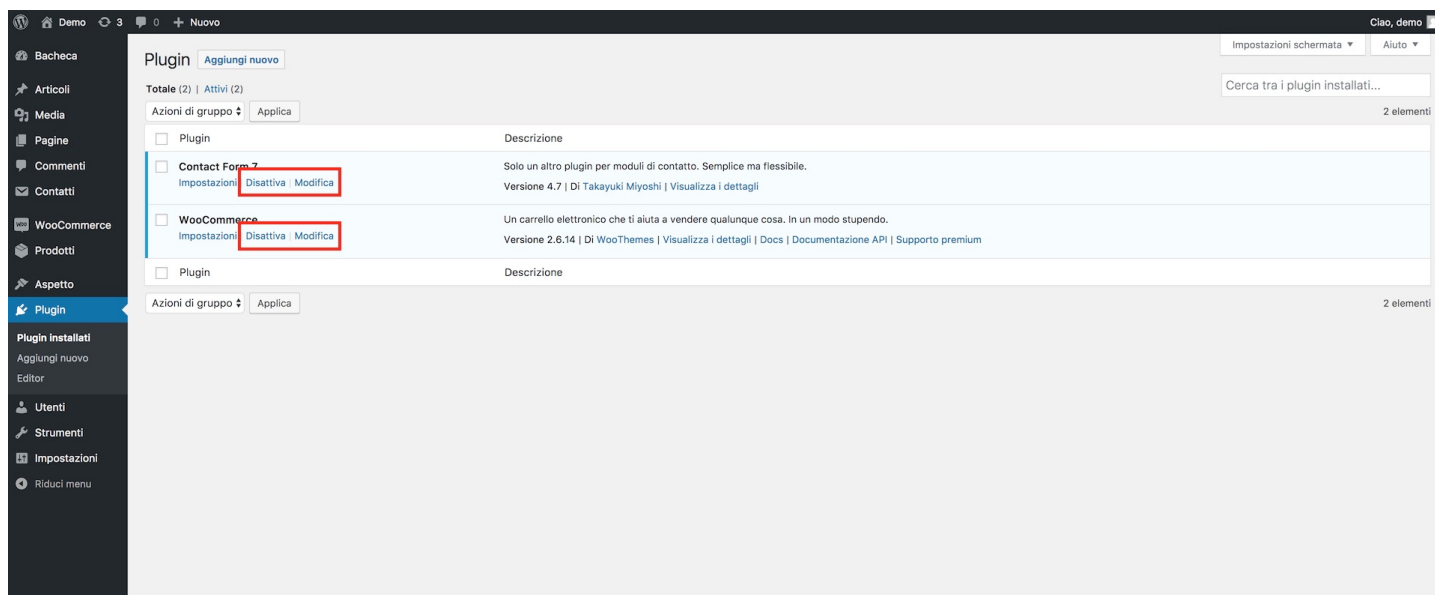 Demo 3 0 + Nuovo Ciao, demo
Impostazioni schermata ▼ Aiuto ▼
Bacheca
Articoli
Media
Pagine
Commenti
Contatti
WooCommerce
Prodotti
Aspetto
Plugin
Plugin installati
Aggiungi nuovo
Editor
Utenti
Strumenti
Impostazioni
Riduci menu
Plugin Aggiungi nuovo
Totale (2) | Attivi (2)
Cerca tra i plugin installati...
Azioni di gruppo Applica 2 elementi
Plugin Descrizione
Contact Form 7 Solo un altro plugin per moduli di contatto. Semplice ma flessibile.
Impostazioni Disattiva | Modifica Versione 4.7 | Di Takayuki Miyoshi | Visualizza i dettagli
WooCommerce Un carrello elettronico che ti aiuta a vendere qualunque cosa. In un modo stupendo.
Impostazioni Disattiva | Modifica Versione 2.6.14 | Di WooThemes | Visualizza i dettagli | Docs | Documentazione API | Supporto premium
Plugin Descrizione
Azioni di gruppo Applica 2 elementi